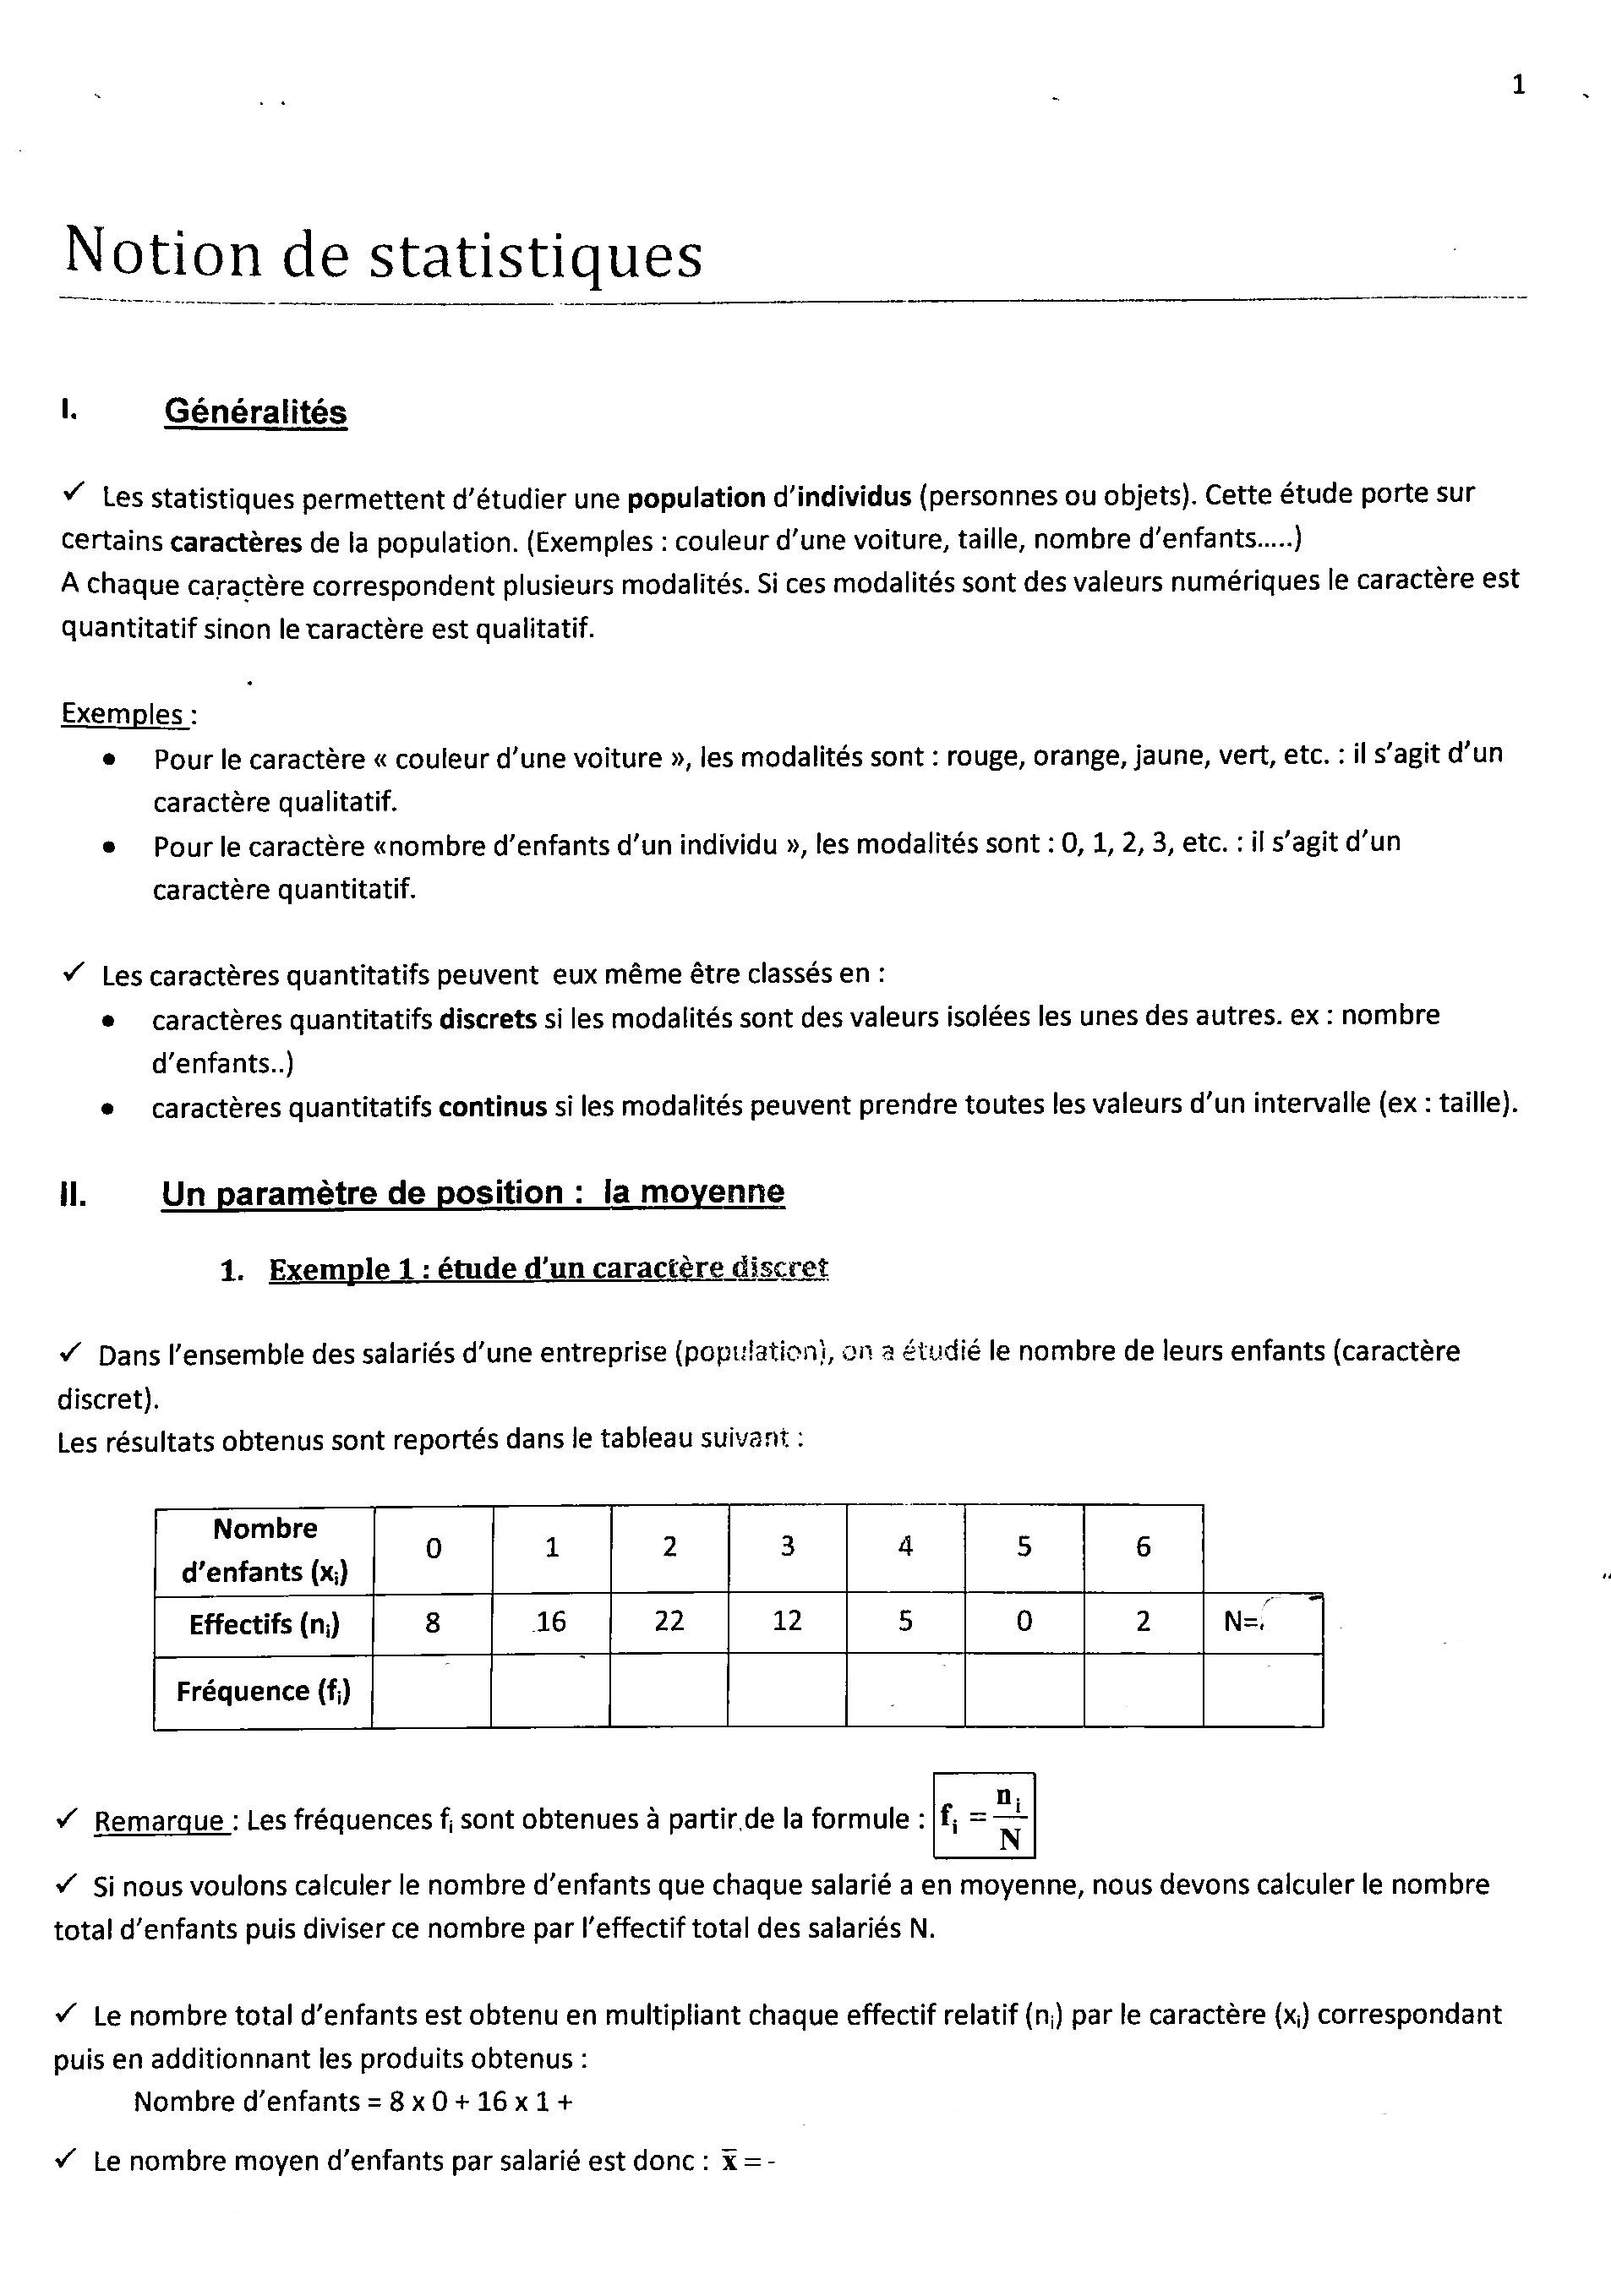 1
Notion de statistiques
I. Généralités
✓ Les statistiques permettent d'étudier une population d'individus (personnes ou objets). Cette étude porte sur
certains caractères de la population. (Exemples : couleur d'une voiture, taille, nombre d'enfants.....)
A chaque caractère correspondent plusieurs modalités. Si ces modalités sont des valeurs numériques le caractère est
quantitatif sinon le caractère est qualitatif.
Exemples :
• Pour le caractère « couleur d'une voiture », les modalités sont : rouge, orange, jaune, vert, etc. : il s'agit d'un
caractère qualitatif.
• Pour le caractère «nombre d'enfants d'un individu », les modalités sont : 0, 1, 2, 3, etc. : il s'agit d'un
caractère quantitatif.
✓ Les caractères quantitatifs peuvent eux même être classés en :
• caractères quantitatifs discrets si les modalités sont des valeurs isolées les unes des autres. ex : nombre
d'enfants..)
• caractères quantitatifs continus si les modalités peuvent prendre toutes les valeurs d'un intervalle (ex : taille).
II. Un paramètre de position : la moyenne
1. Exemple 1 : étude d'un caractère discret
✓ Dans l'ensemble des salariés d'une entreprise (population), on a étudié le nombre de leurs enfants (caractère
discret).
Les résultats obtenus sont reportés dans le tableau suivant :
Nombre
d'enfants (xi) 0 1 2 3 4 5 6
Effectifs (ni) 8 16 22 12 5 0 2 N=
Fréquence (fi)
✓ Remarque : Les fréquences fi sont obtenues à partir de la formule : fi = ni/N
✓ Si nous voulons calculer le nombre d'enfants que chaque salarié a en moyenne, nous devons calculer le nombre
total d'enfants puis diviser ce nombre par l'effectif total des salariés N.
✓ Le nombre total d'enfants est obtenu en multipliant chaque effectif relatif (ni) par le caractère (xi) correspondant
puis en additionnant les produits obtenus :
Nombre d'enfants = 8 x 0 + 16 x 1 +
✓ Le nombre moyen d'enfants par salarié est donc : x̄ = -